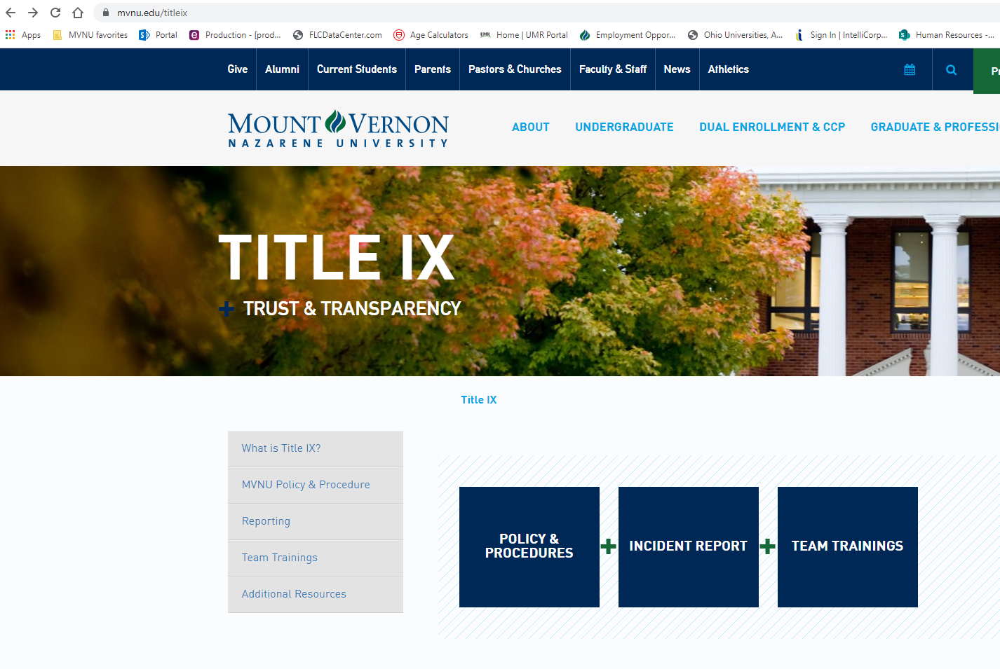 mvnu.edu/titleix
Apps MVNU favorites Portal Production - [prod... FLCDataCenter.com Age Calculators UMR Home | UMR Portal Employment Oppor... Ohio Universities, A... Sign In | IntelliCorp... Human Resources -...
Give Alumni Current Students Parents Pastors & Churches Faculty & Staff News Athletics
MOUNT VERNON
NAZARENE UNIVERSITY
ABOUT UNDERGRADUATE DUAL ENROLLMENT & CCP GRADUATE & PROFESSI
TITLE IX
TRUST & TRANSPARENCY
Title IX
What is Title IX?
MVNU Policy & Procedure
Reporting
Team Trainings
Additional Resources
POLICY &
PROCEDURES
INCIDENT REPORT
TEAM TRAININGS